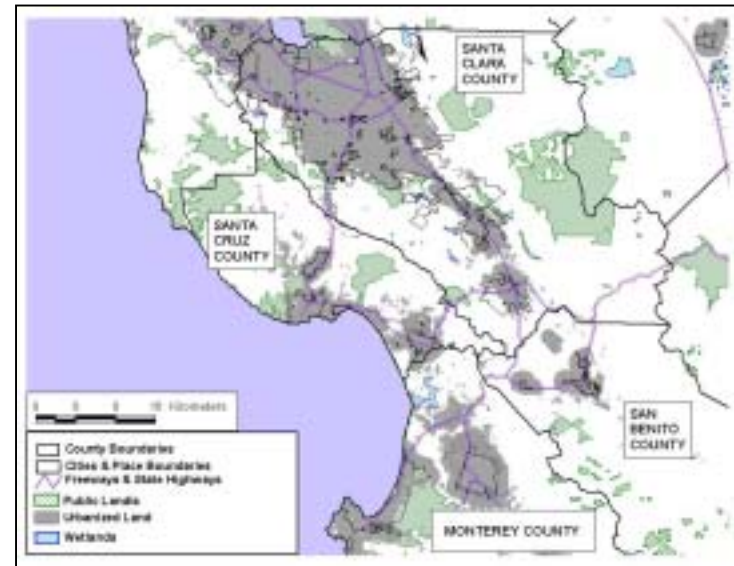 SANTA
CLARA
COUNTY
SANTA
CRUZ
COUNTY
SAN
BENITO
COUNTY
MONTEREY COUNTY
Kilometers
County Boundaries
Cities & Place Boundaries
Freeways & State Highways
Public Lands
Urbanized Land
Wetlands